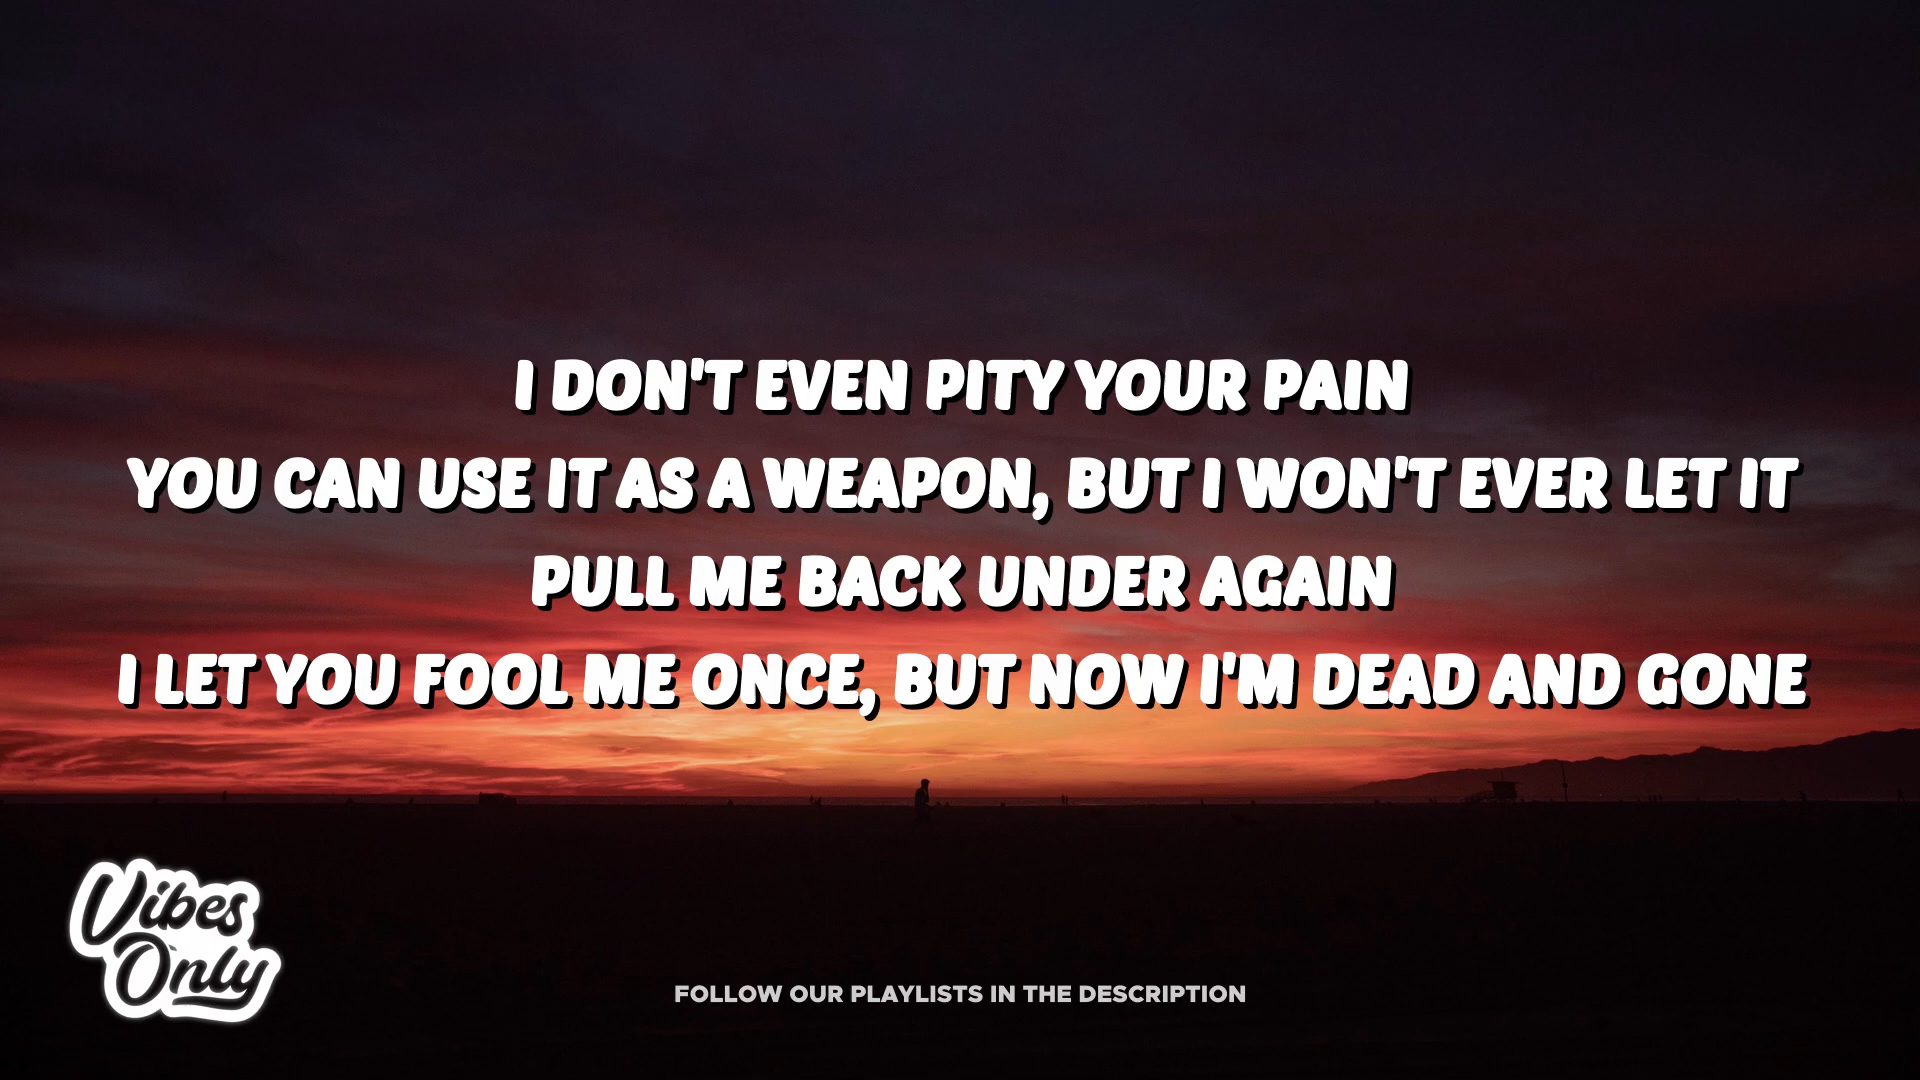 I DON'T EVEN PITY YOUR PAIN
YOU CAN USE IT AS A WEAPON, BUT I WON'T EVER LET IT
PULL ME BACK UNDER AGAIN
I LET YOU FOOL ME ONCE, BUT NOW I'M DEAD AND GONE
Vibes
Only
FOLLOW OUR PLAYLISTS IN THE DESCRIPTION